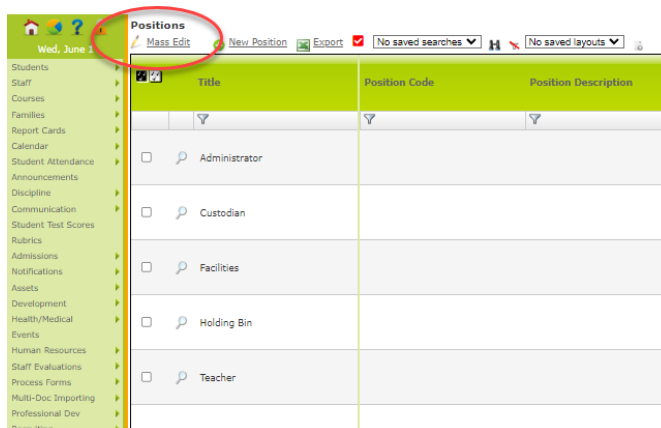 Wed, June 1
Students
Staff
Courses
Families
Report Cards
Calendar
Student Attendance
Announcements
Discipline
Communication
Student Test Scores
Rubrics
Admissions
Notifications
Assets
Development
Health/Medical
Events
Human Resources
Staff Evaluations
Process Forms
Multi-Doc Importing
Professional Dev
Recruiting
Positions
Mass Edit New Position Export No saved searches No saved layouts
Title Position Code Position Description
Administrator
Custodian
Facilities
Holding Bin
Teacher